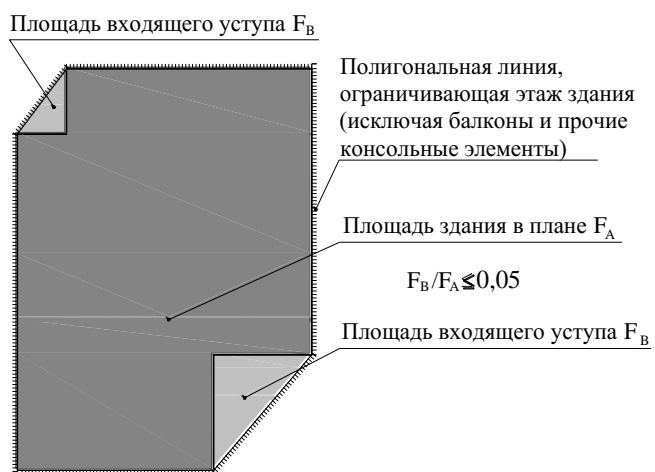 Площадь входящего уступа F_B
Полигональная линия,
ограничивающая этаж здания
(исключая балконы и прочие
консольные элементы)
Площадь здания в плане F_A
F_B/F_A≦0,05
Площадь входящего уступа F_B